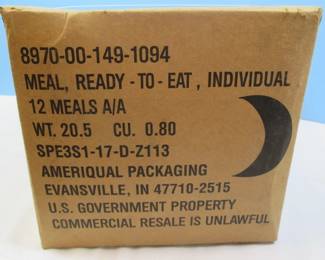 8970-00-149-1094
MEAL, READY - TO - EAT , INDIVIDUAL
12 MEALS A/A
WT. 20.5 CU. 0.80
SPE3S1-17-D-Z113
AMERIQUAL PACKAGING
EVANSVILLE, IN 47710-2515
U.S. GOVERNMENT PROPERTY
COMMERCIAL RESALE IS UNLAWFUL